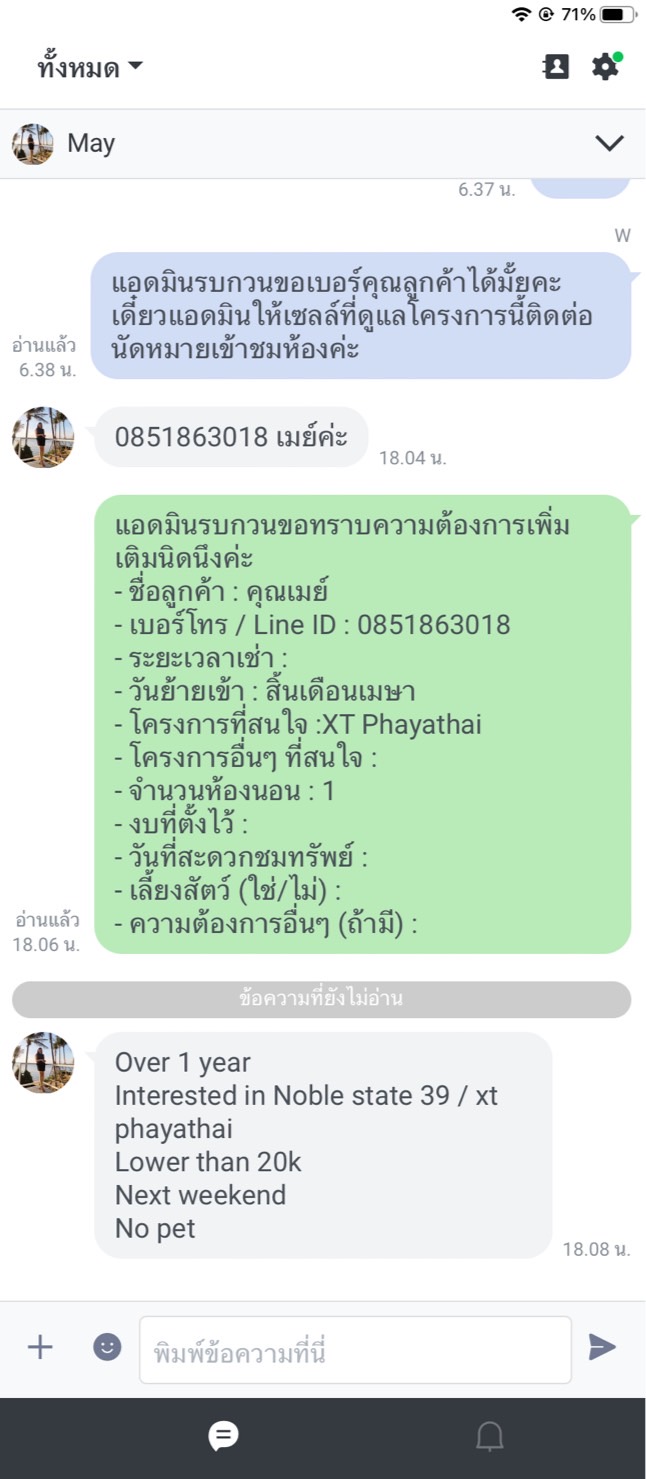 71%
ทั้งหมด
May
6.37 น.
W
แอดมินรบกวนขอเบอร์คุณลูกค้าได้มั้ยคะ
เดี๋ยวแอดมินให้เซลล์ที่ดูแลโครงการนี้ติดต่อ
นัดหมายเข้าชมห้องค่ะ
อ่านแล้ว
6.38 น.
0851863018 เมย์ค่ะ
18.04 น.
แอดมินรบกวนขอทราบความต้องการเพิ่ม
เติมนิดนึงค่ะ
- ชื่อลูกค้า : คุณเมย์
- เบอร์โทร / Line ID : 0851863018
- ระยะเวลาเช่า :
- วันย้ายเข้า : สิ้นเดือนเมษา
- โครงการที่สนใจ :XT Phayathai
- โครงการอื่นๆ ที่สนใจ :
- จำนวนห้องนอน : 1
- งบที่ตั้งไว้ :
- วันที่สะดวกชมทรัพย์ :
- เลี้ยงสัตว์ (ใช่/ไม่) :
- ความต้องการอื่นๆ (ถ้ามี) :
อ่านแล้ว
18.06 น.
ข้อความที่ยังไม่อ่าน
Over 1 year
Interested in Noble state 39 / xt
phayathai
Lower than 20k
Next weekend
No pet
18.08 น.
พิมพ์ข้อความที่นี่